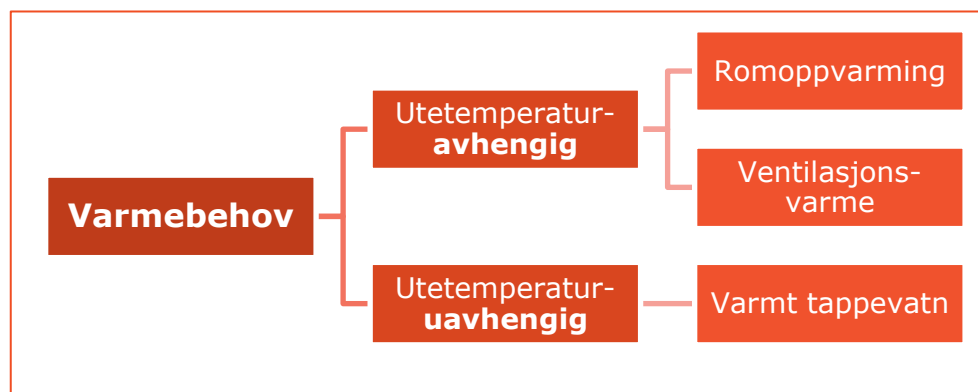 Varmebehov
Utetemperatur-
avhengig
Romoppvarming
Ventilasjons-
varme
Utetemperatur-
uavhengig
Varmt tappevatn